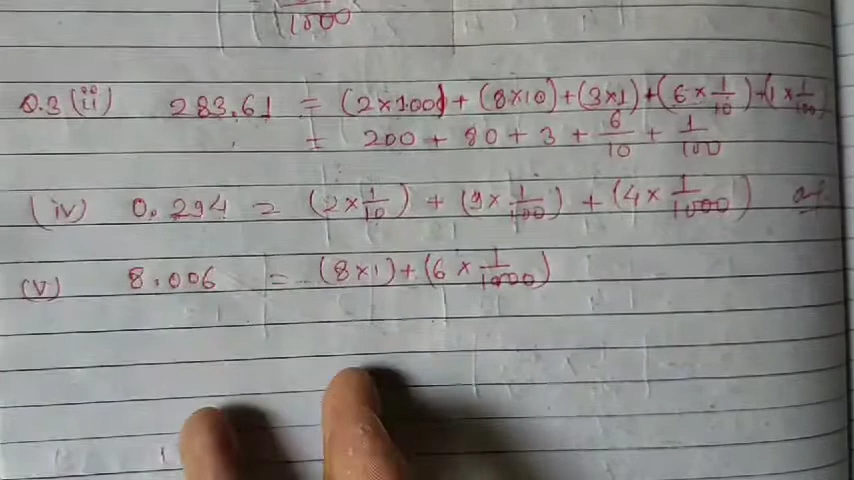 1000
Q.3 (iii) 283.61 = (2×100) + (8×10) + (3×1) + (6 × 1/10) + (1 × 1/100)
= 200 + 80 + 3 + 6/10 + 1/100
(iv) 0.294 = (2 × 1/10) + (9 × 1/100) + (4 × 1/1000)
(v) 8.006 = (8×1) + (6 × 1/1000)